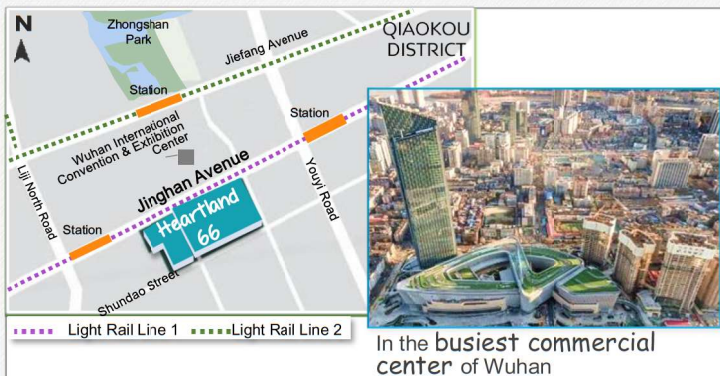 N
Zhongshan
Park
Jiefang Avenue
QIAOKOU
DISTRICT
Station
Station
Wuhan International
Convention & Exhibition
Center
Liji North Road
Jinghan Avenue
Youyi Road
Heartland
66
Station
Shundao Street
Light Rail Line 1
Light Rail Line 2
In the busiest commercial
center of Wuhan